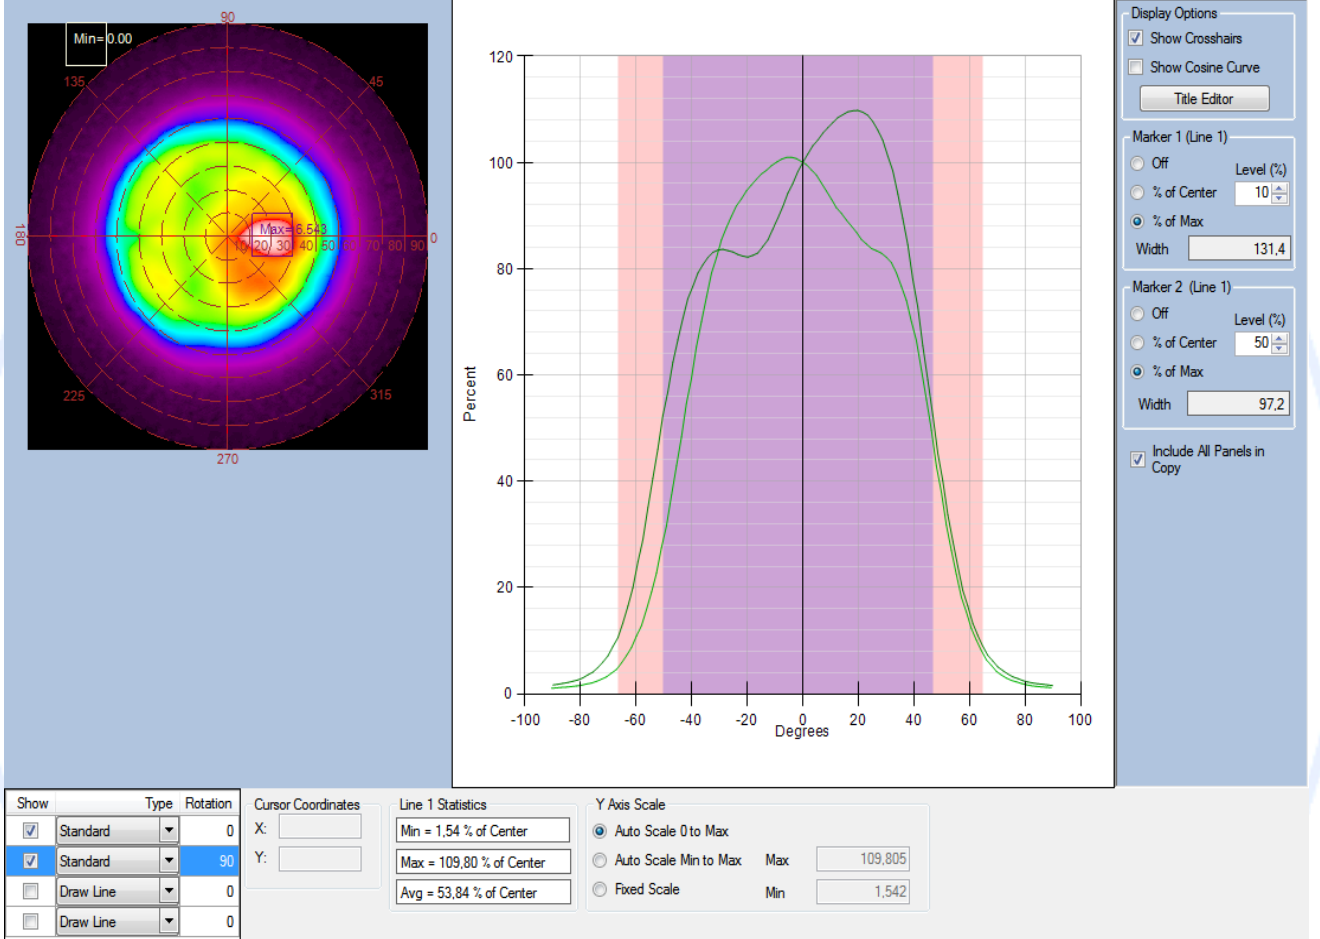 90
Min= 0.00
135
45
Max=6.543
180
10 20 30 40 50 60 70 80 90 0
225
315
270
120
100
80
60
40
20
0
Percent
-100 -80 -60 -40 -20 0 20 40 60 80 100
Degrees
Display Options
Show Crosshairs
Show Cosine Curve
Title Editor
Marker 1 (Line 1)
Off
Level (%)
% of Center 10
% of Max
Width 131,4
Marker 2 (Line 1)
Off
Level (%)
% of Center 50
% of Max
Width 97,2
Include All Panels in
Copy
Show Type Rotation
Standard 0
Standard 90
Draw Line 0
Draw Line 0
Cursor Coordinates
X:
Y:
Line 1 Statistics
Min = 1,54 % of Center
Max = 109,80 % of Center
Avg = 53,84 % of Center
Y Axis Scale
Auto Scale 0 to Max
Auto Scale Min to Max Max 109,805
Fixed Scale Min 1,542